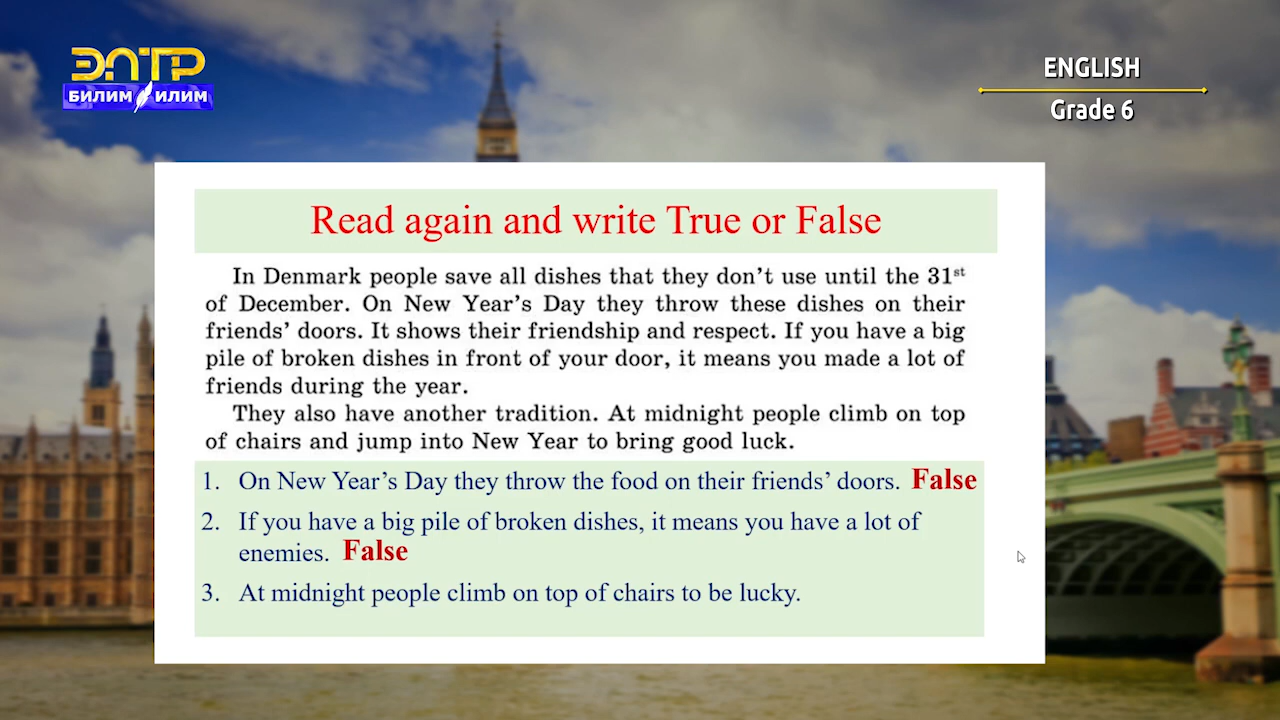 ЭЛТР
БИЛИМ ИЛИМ
ENGLISH
Grade 6
Read again and write True or False
In Denmark people save all dishes that they don't use until the 31st
of December. On New Year's Day they throw these dishes on their
friends' doors. It shows their friendship and respect. If you have a big
pile of broken dishes in front of your door, it means you made a lot of
friends during the year.
They also have another tradition. At midnight people climb on top
of chairs and jump into New Year to bring good luck.
1. On New Year's Day they throw the food on their friends' doors. False
2. If you have a big pile of broken dishes, it means you have a lot of
enemies. False
3. At midnight people climb on top of chairs to be lucky.